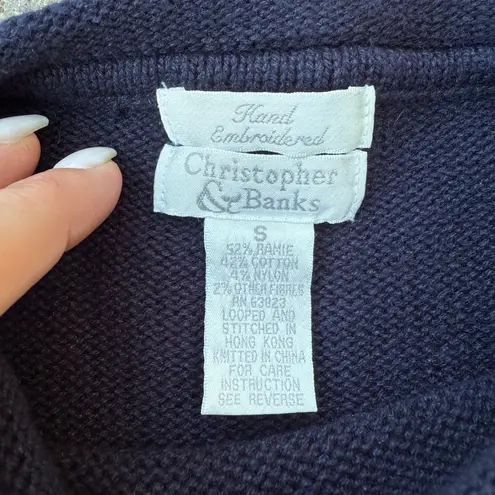 Hand
Embroidered
Christopher
& Banks
S
52% RAMIE
42% COTTON
4% NYLON
2% OTHER FIBRES
RN 63823
LOOPED AND
STITCHED IN
HONG KONG
KNITTED IN CHINA
FOR CARE
INSTRUCTION
SEE REVERSE